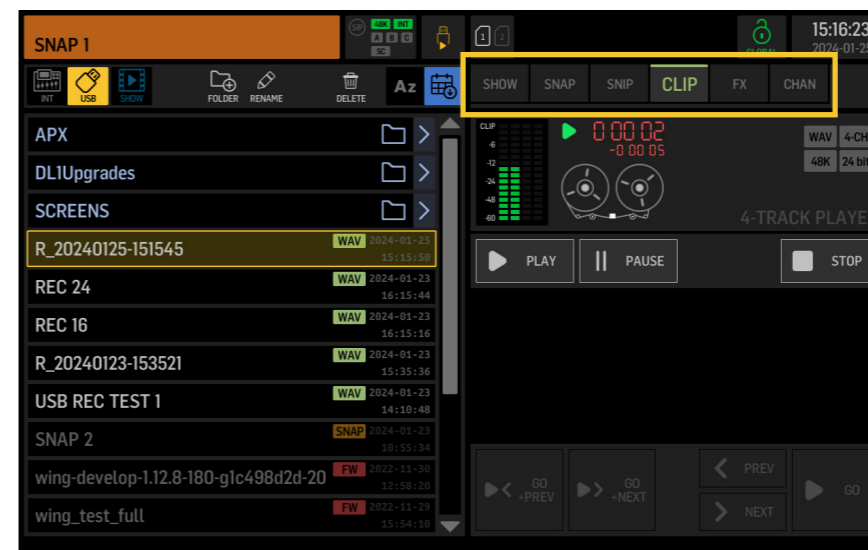 SNAP 1
SIP
48K INT
A B C
SC
1 2
GLOBAL
15:16:23
2024-01-25
INT USB SHOW
FOLDER RENAME DELETE Az
SHOW SNAP SNIP CLIP FX CHAN
APX
DL1Upgrades
SCREENS
R_20240125-151545 WAV 2024-01-25
15:15:50
REC 24 WAV 2024-01-23
16:15:44
REC 16 WAV 2024-01-23
16:15:16
R_20240123-153521 WAV 2024-01-23
15:35:36
USB REC TEST 1 WAV 2024-01-23
14:10:48
SNAP 2 SNAP 2024-01-23
10:55:34
wing-develop-1.12.8-180-g1c498d2d-20 FW 2022-11-30
12:58:20
wing_test_full FW 2022-11-29
15:54:10
CLIP
-6
-12
-24
-48
-60
0 00 02
-0 00 05
WAV 4-CH
48K 24 bit
4-TRACK PLAYE
PLAY PAUSE STOP
GO
+PREV
GO
+NEXT
PREV
NEXT
GO